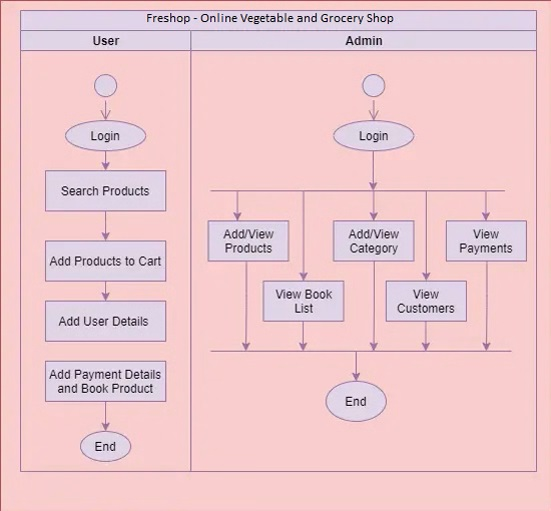 Freshop - Online Vegetable and Grocery Shop
User
Admin
Login
Search Products
Add Products to Cart
Add User Details
Add Payment Details
and Book Product
End
Login
Add/View
Products
Add/View
Category
View
Payments
View Book
List
View
Customers
End